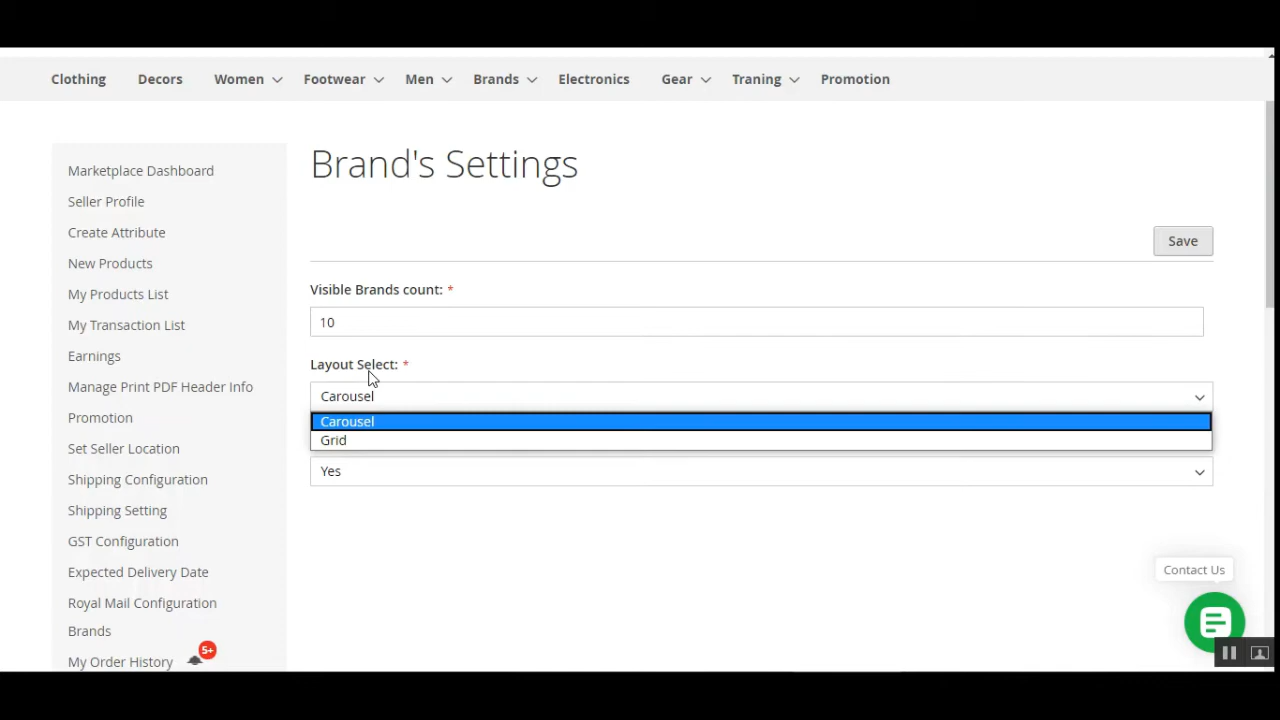 Clothing Decors Women Footwear Men Brands Electronics Gear Traning Promotion
Brand's Settings
Save
Marketplace Dashboard
Seller Profile
Create Attribute
New Products
My Products List
My Transaction List
Earnings
Manage Print PDF Header Info
Promotion
Set Seller Location
Shipping Configuration
Shipping Setting
GST Configuration
Expected Delivery Date
Royal Mail Configuration
Brands
My Order History 5+
Visible Brands count: *
10
Layout Select: *
Carousel
Carousel
Grid
Yes
Contact Us